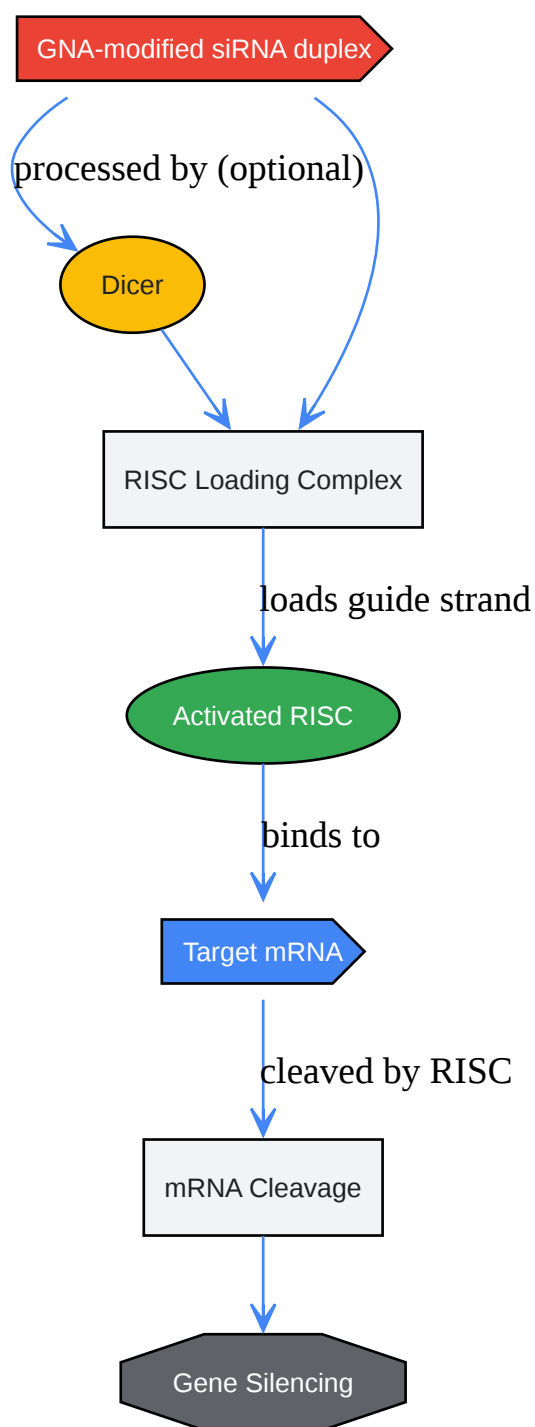 GNA-modified siRNA duplex
processed by (optional)
Dicer
RISC Loading Complex
loads guide strand
Activated RISC
binds to
Target mRNA
cleaved by RISC
mRNA Cleavage
Gene Silencing